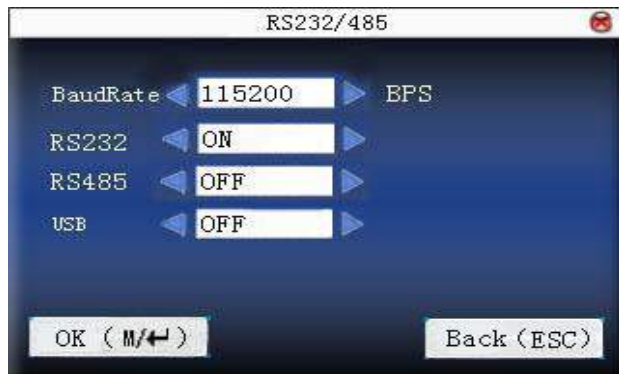 RS232/485
BaudRate 115200 BPS
RS232 ON
RS485 OFF
USB OFF
OK (M/↵) Back(ESC)